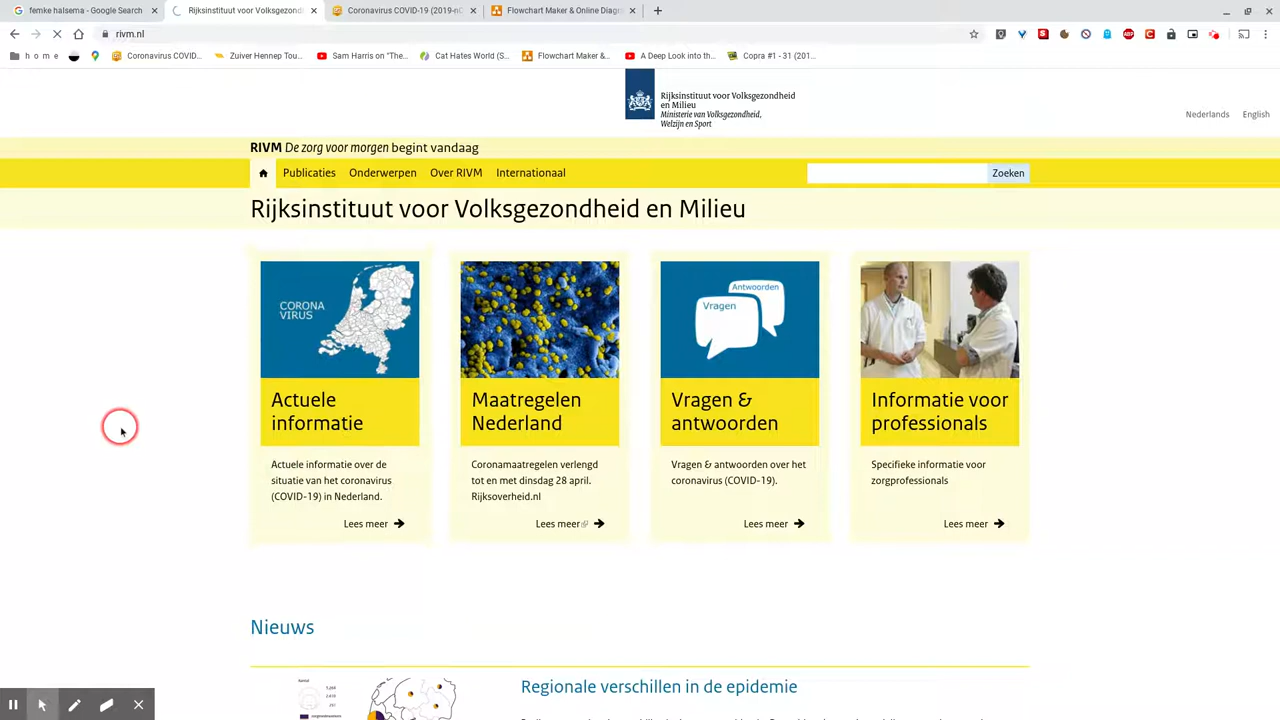 femke halsema - Google Search
Rijksinstituut voor Volksgezond
Coronavirus COVID-19 (2019-nC
Flowchart Maker & Online Diagr
rivm.nl
h o m e
Coronavirus COVID...
Zuiver Hennep Tou...
Sam Harris on "The...
Cat Hates World (S...
Flowchart Maker &...
A Deep Look into th...
Copra #1 - 31 (201...
Rijksinstituut voor Volksgezondheid
en Milieu
Ministerie van Volksgezondheid,
Welzijn en Sport
Nederlands English
RIVM De zorg voor morgen begint vandaag
Publicaties Onderwerpen Over RIVM Internationaal
Zoeken
Rijksinstituut voor Volksgezondheid en Milieu
CORONA
VIRUS
Actuele
informatie
Actuele informatie over de
situatie van het coronavirus
(COVID-19) in Nederland.
Lees meer
Maatregelen
Nederland
Coronamaatregelen verlengd
tot en met dinsdag 28 april.
Rijksoverheid.nl
Lees meer
Vragen
Antwoorden
Vragen &
antwoorden
Vragen & antwoorden over het
coronavirus (COVID-19).
Lees meer
Informatie voor
professionals
Specifieke informatie voor
zorgprofessionals
Lees meer
Nieuws
Regionale verschillen in de epidemie